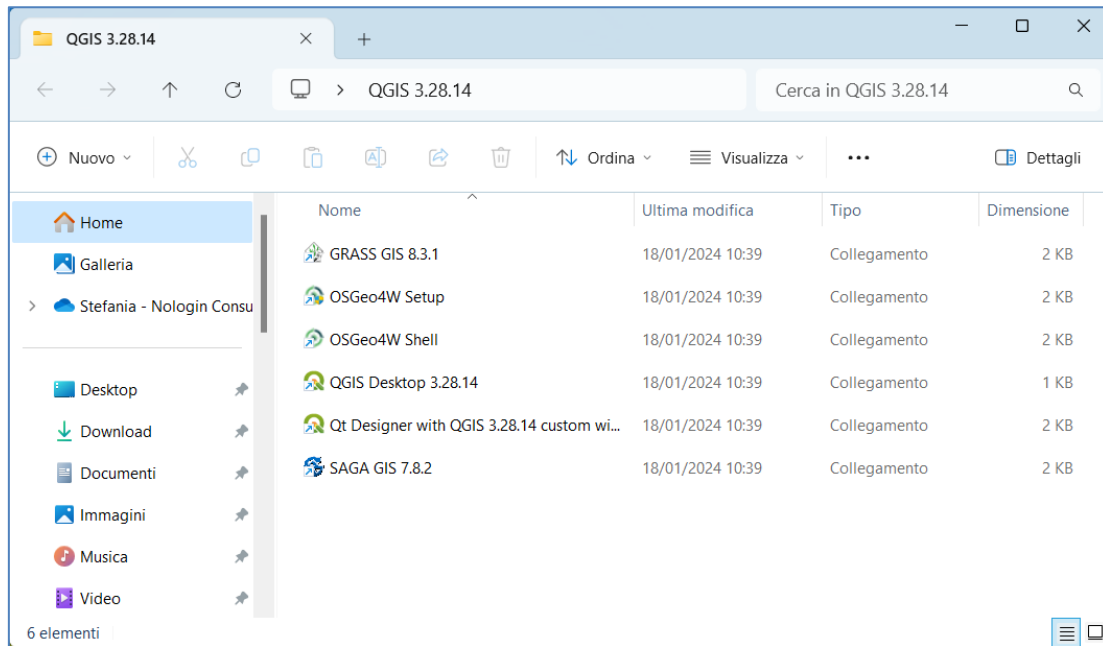 QGIS 3.28.14
QGIS 3.28.14
Cerca in QGIS 3.28.14
Nuovo
Ordina
Visualizza
Dettagli
Home
Galleria
Stefania - Nologin Consu
Desktop
Download
Documenti
Immagini
Musica
Video
Nome Ultima modifica Tipo Dimensione
GRASS GIS 8.3.1 18/01/2024 10:39 Collegamento 2 KB
OSGeo4W Setup 18/01/2024 10:39 Collegamento 2 KB
OSGeo4W Shell 18/01/2024 10:39 Collegamento 2 KB
QGIS Desktop 3.28.14 18/01/2024 10:39 Collegamento 1 KB
Qt Designer with QGIS 3.28.14 custom wi... 18/01/2024 10:39 Collegamento 2 KB
SAGA GIS 7.8.2 18/01/2024 10:39 Collegamento 2 KB
6 elementi